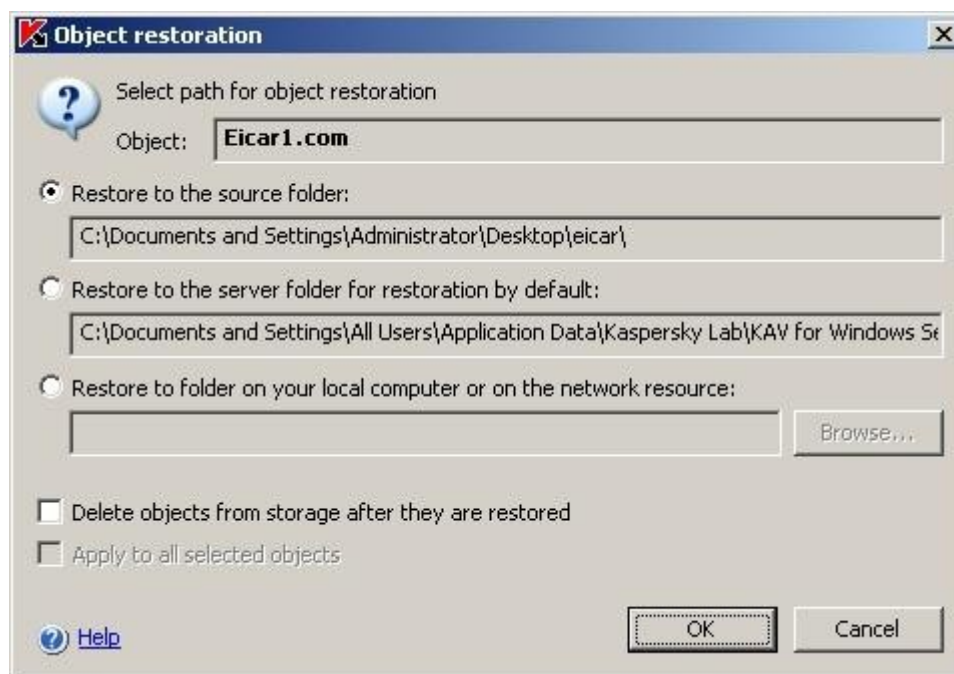 Object restoration
Select path for object restoration
Object: Eicar1.com
Restore to the source folder:
C:\Documents and Settings\Administrator\Desktop\eicar\
Restore to the server folder for restoration by default:
C:\Documents and Settings\All Users\Application Data\Kaspersky Lab\KAV for Windows Se
Restore to folder on your local computer or on the network resource:
Browse...
Delete objects from storage after they are restored
Apply to all selected objects
Help OK Cancel